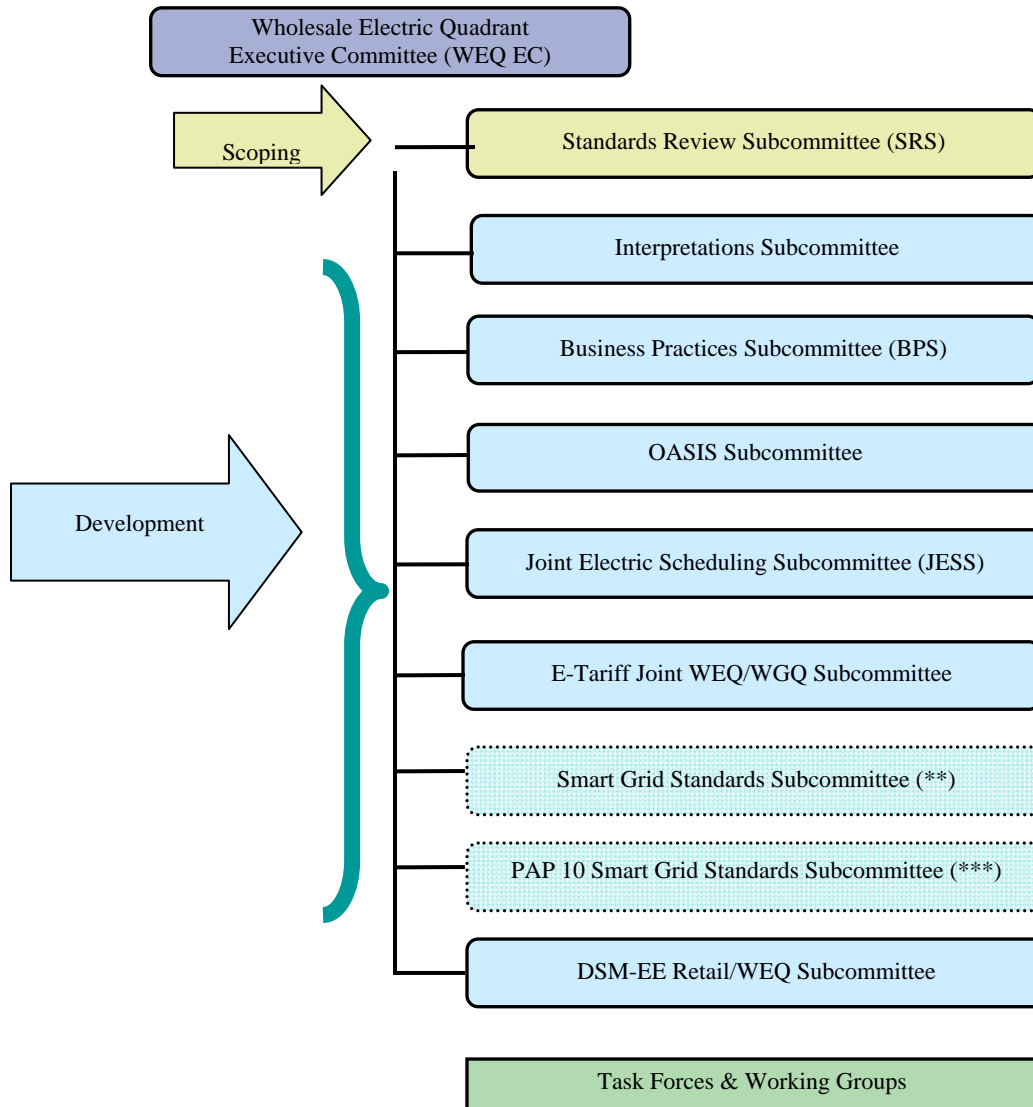 Wholesale Electric Quadrant
Executive Committee (WEQ EC)
Scoping
Standards Review Subcommittee (SRS)
Interpretations Subcommittee
Business Practices Subcommittee (BPS)
OASIS Subcommittee
Development
Joint Electric Scheduling Subcommittee (JESS)
E-Tariff Joint WEQ/WGQ Subcommittee
Smart Grid Standards Subcommittee (**)
PAP 10 Smart Grid Standards Subcommittee (***)
DSM-EE Retail/WEQ Subcommittee
Task Forces & Working Groups